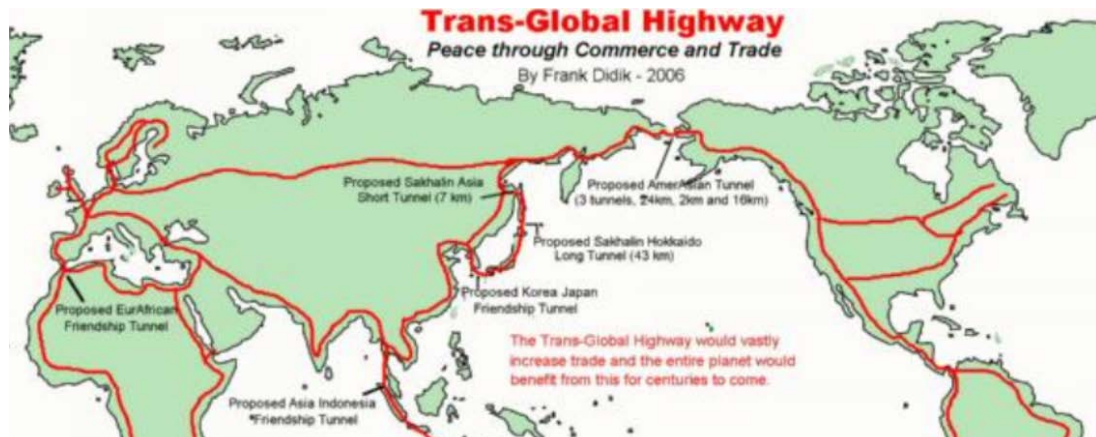 Trans-Global Highway
Peace through Commerce and Trade
By Frank Didik - 2006
Proposed Sakhalin Asia
Short Tunnel (7 km)
Proposed AmerAsian Tunnel
(3 tunnels, 24km, 2km and 16km)
Proposed Sakhalin Hokkaido
Long Tunnel (43 km)
Proposed Korea Japan
Friendship Tunnel
Proposed EurAfrican
Friendship Tunnel
The Trans-Global Highway would vastly
increase trade and the entire planet would
benefit from this for centuries to come.
Proposed Asia Indonesia
Friendship Tunnel